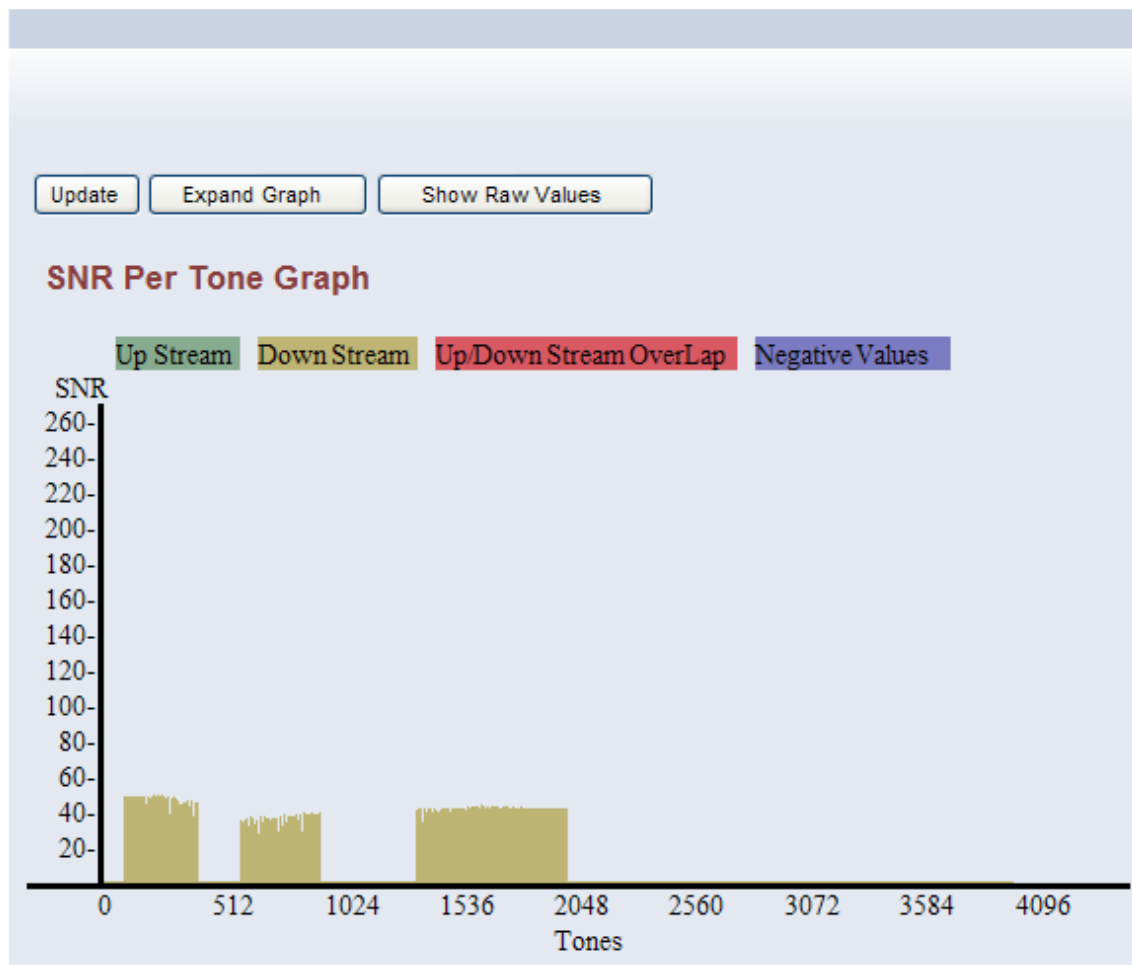 Update Expand Graph Show Raw Values
SNR Per Tone Graph
Up Stream Down Stream Up/Down Stream OverLap Negative Values
SNR
260-
240-
220-
200-
180-
160-
140-
120-
100-
80-
60-
40-
20-
0 512 1024 1536 2048 2560 3072 3584 4096
Tones